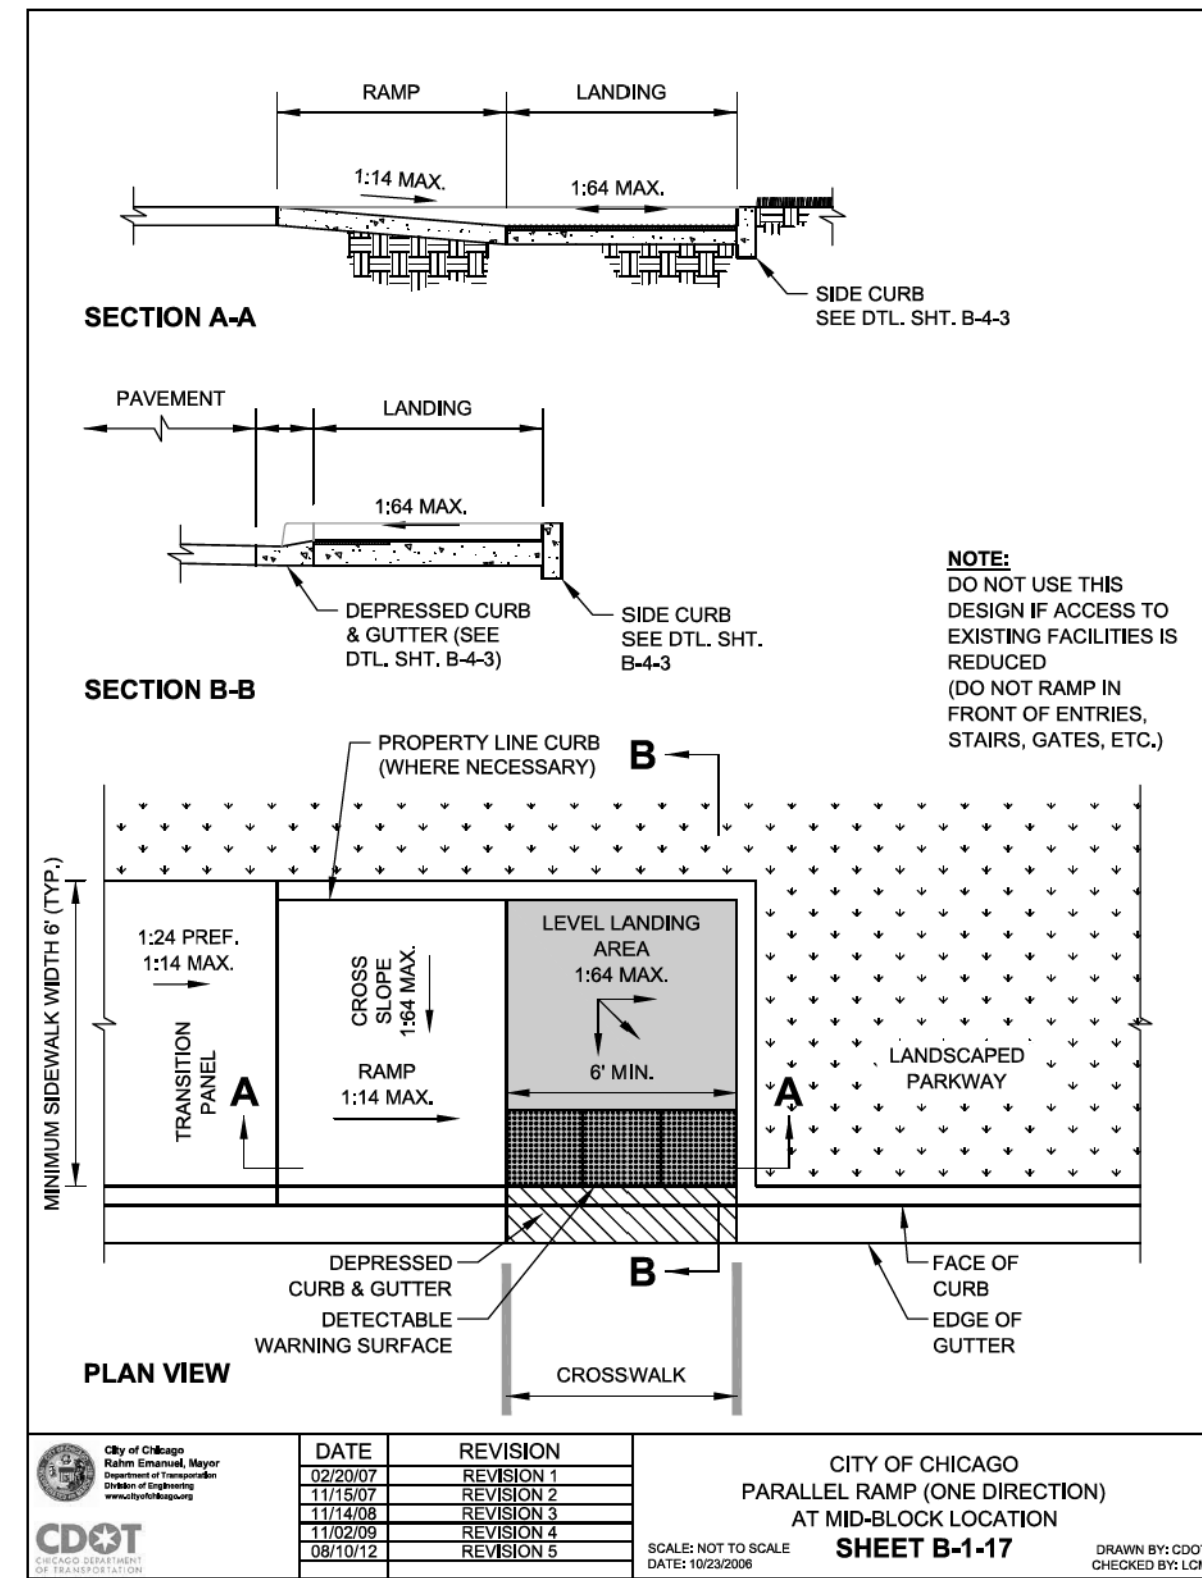 RAMP
LANDING
1:14 MAX.
1:64 MAX.
SIDE CURB
SEE DTL. SHT. B-4-3
SECTION A-A
PAVEMENT
LANDING
1:64 MAX.
DEPRESSED CURB
& GUTTER (SEE
DTL. SHT. B-4-3)
SIDE CURB
SEE DTL. SHT.
B-4-3
SECTION B-B
NOTE:
DO NOT USE THIS
DESIGN IF ACCESS TO
EXISTING FACILITIES IS
REDUCED
(DO NOT RAMP IN
FRONT OF ENTRIES,
STAIRS, GATES, ETC.)
PROPERTY LINE CURB
(WHERE NECESSARY)
B
MINIMUM SIDEWALK WIDTH 6' (TYP.)
1:24 PREF.
1:14 MAX.
TRANSITION
PANEL
A
CROSS
SLOPE
1:64 MAX.
RAMP
1:14 MAX.
LEVEL LANDING
AREA
1:64 MAX.
6' MIN.
A
LANDSCAPED
PARKWAY
B
DEPRESSED
CURB & GUTTER
DETECTABLE
WARNING SURFACE
FACE OF
CURB
EDGE OF
GUTTER
CROSSWALK
PLAN VIEW
City of Chicago
Rahm Emanuel, Mayor
Department of Transportation
Division of Engineering
www.cityofchicago.org
CDOT
CHICAGO DEPARTMENT
OF TRANSPORTATION
DATE REVISION
02/20/07 REVISION 1
11/15/07 REVISION 2
11/14/08 REVISION 3
11/02/09 REVISION 4
08/10/12 REVISION 5
CITY OF CHICAGO
PARALLEL RAMP (ONE DIRECTION)
AT MID-BLOCK LOCATION
SHEET B-1-17
SCALE: NOT TO SCALE
DATE: 10/23/2006
DRAWN BY: CDOT
CHECKED BY: LCM